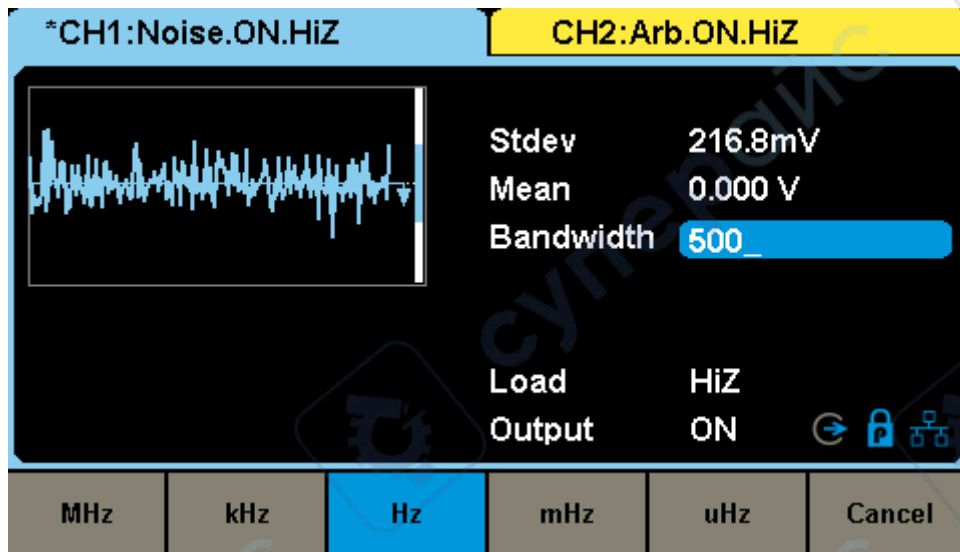 *CH1:Noise.ON.HiZ
CH2:Arb.ON.HiZ
Stdev 216.8mV
Mean 0.000 V
Bandwidth 500_
Load HiZ
Output ON
P
MHz kHz Hz mHz uHz Cancel
суперайс